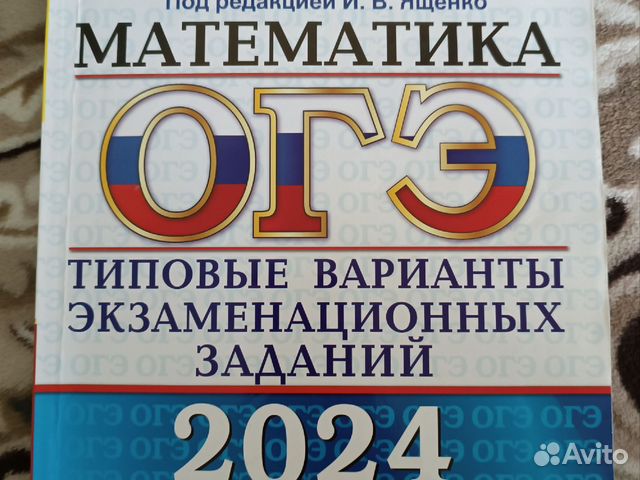 Под редакцией И. В. Ященко
МАТЕМАТИКА
ОГЭ
ТИПОВЫЕ ВАРИАНТЫ
ЭКЗАМЕНАЦИОННЫХ
ЗАДАНИЙ
2024
Avito